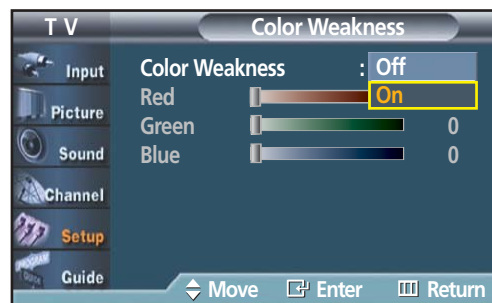 T V
Color Weakness
Input
Picture
Sound
Channel
Setup
Guide
Color Weakness : Off
Red On
Green 0
Blue 0
Move Enter Return